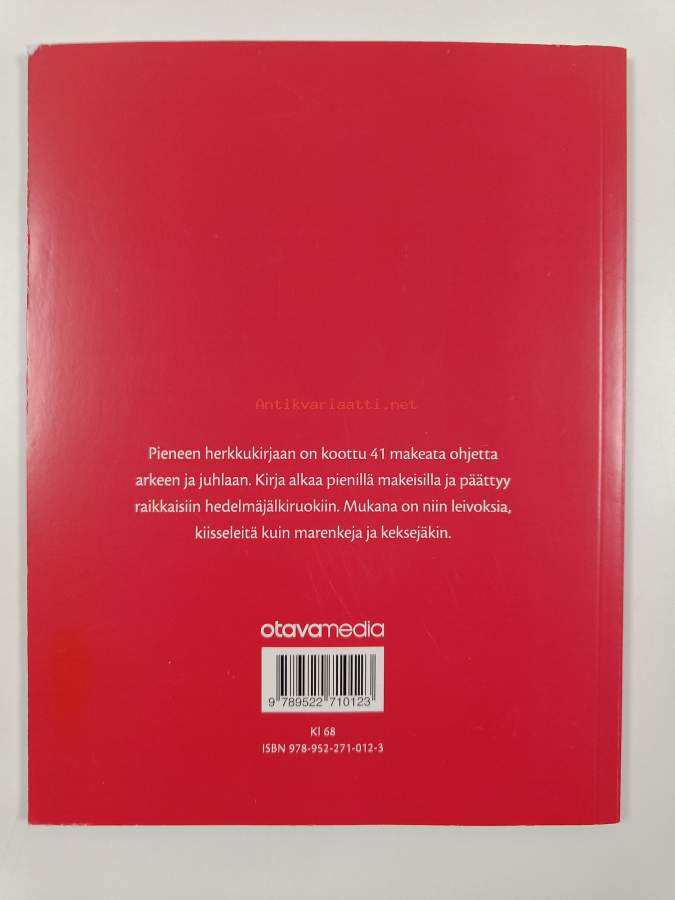 Antikvariaatti.net
Pieneen herkkukirjaan on koottu 41 makeata ohjetta
arkeen ja juhlaan. Kirja alkaa pienillä makeisilla ja päättyy
raikkaisiin hedelmäjälkiruokiin. Mukana on niin leivoksia,
kiisseleitä kuin marenkeja ja keksejäkin.
otavamedia
9 789522 710123
Kl 68
ISBN 978-952-271-012-3